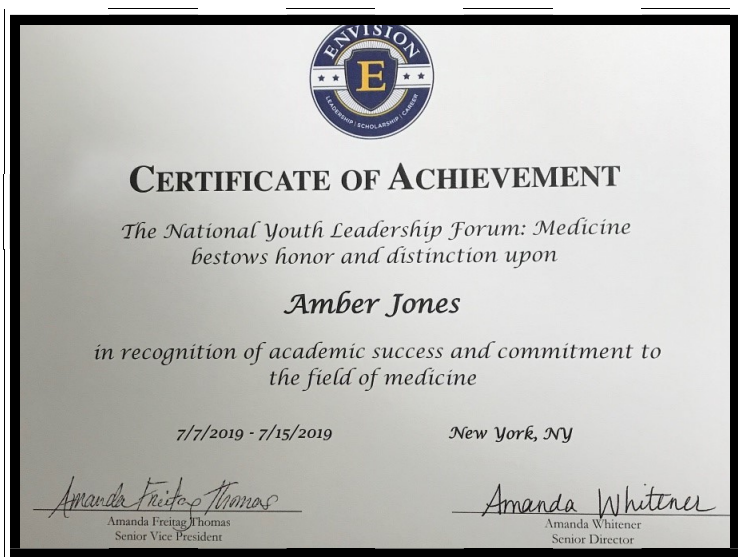 ENVISION
E
LEADERSHIP | SCHOLARSHIP | CAREER
CERTIFICATE OF ACHIEVEMENT
The National Youth Leadership Forum: Medicine
bestows honor and distinction upon
Amber Jones
in recognition of academic success and commitment to
the field of medicine
7/7/2019 - 7/15/2019 New York, NY
Amanda Freitag Thomas Amanda Whitener
Amanda Freitag Thomas Amanda Whitener
Senior Vice President Senior Director